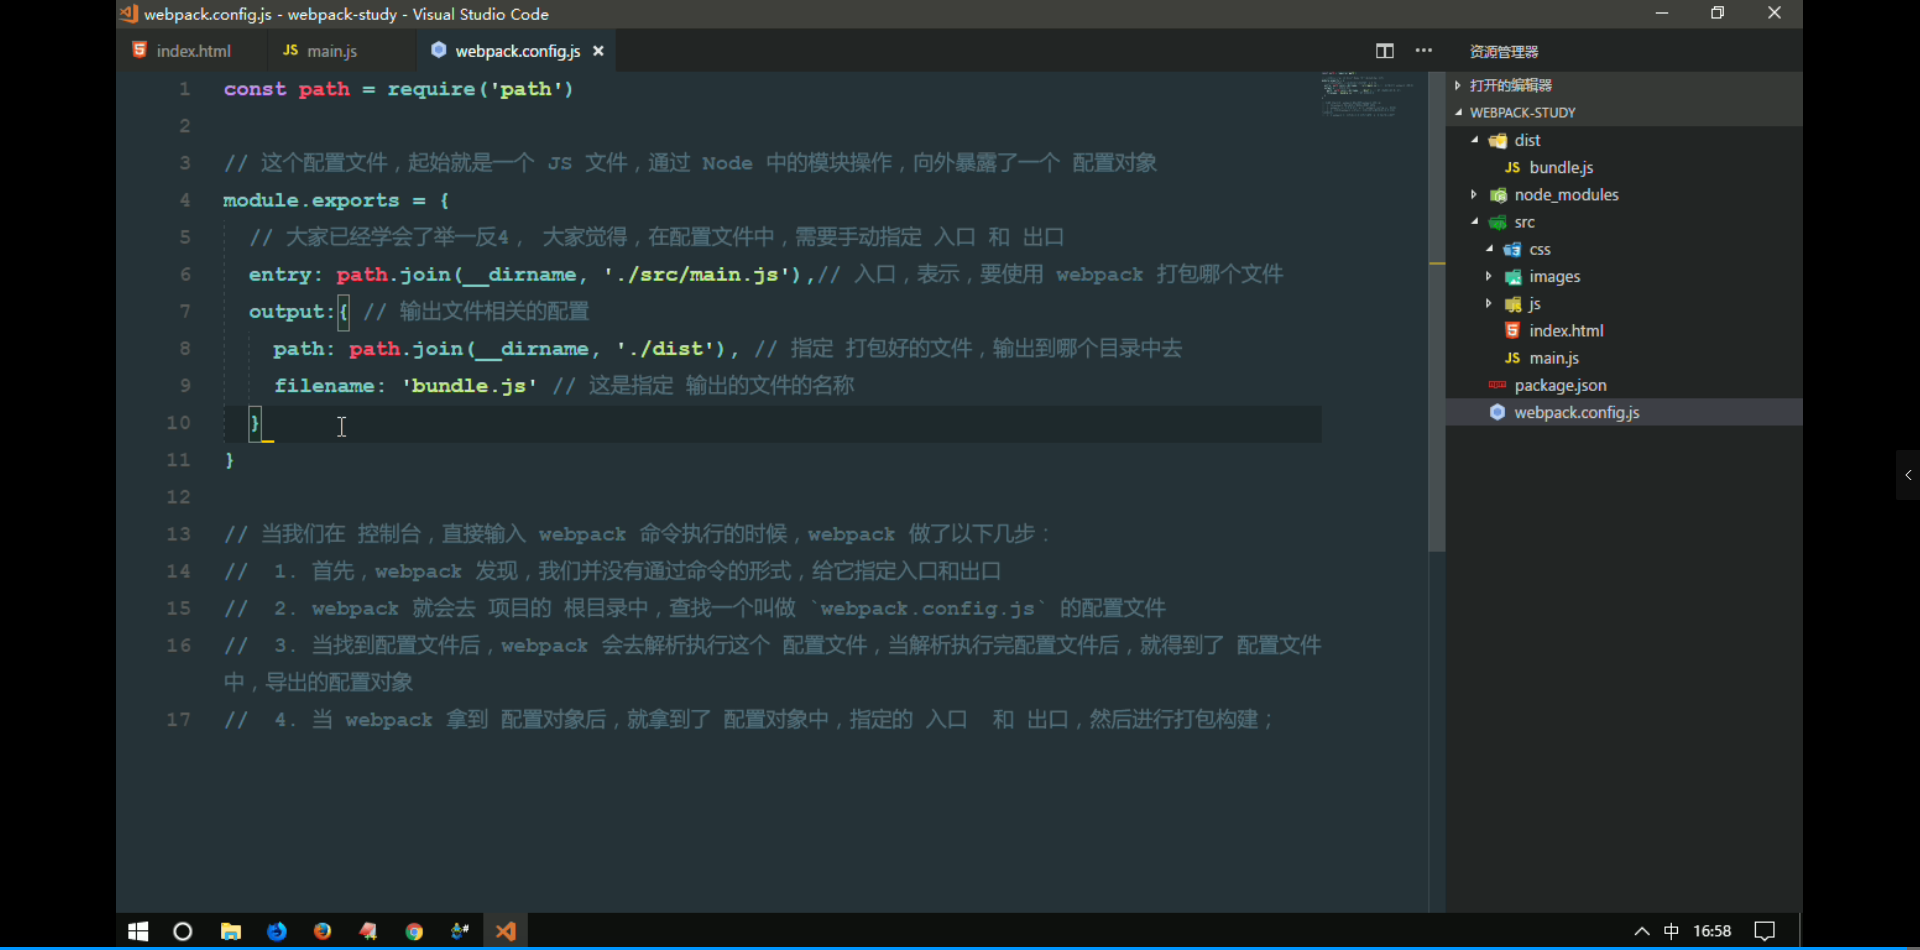 webpack.config.js - webpack-study - Visual Studio Code
index.html
JS main.js
webpack.config.js
资源管理器
1 const path = require('path')
2
3 // 这个配置文件，起始就是一个 JS 文件，通过 Node 中的模块操作，向外暴露了一个 配置对象
4 module.exports = {
5 // 大家已经学会了举一反4， 大家觉得，在配置文件中，需要手动指定 入口 和 出口
6 entry: path.join(__dirname, './src/main.js'),// 入口，表示，要使用 webpack 打包哪个文件
7 output:{ // 输出文件相关的配置
8 path: path.join(__dirname, './dist'), // 指定 打包好的文件，输出到哪个目录中去
9 filename: 'bundle.js' // 这是指定 输出的文件的名称
10 }
11 }
12
13 // 当我们在 控制台，直接输入 webpack 命令执行的时候，webpack 做了以下几步：
14 // 1. 首先，webpack 发现，我们并没有通过命令的形式，给它指定入口和出口
15 // 2. webpack 就会去 项目的 根目录中，查找一个叫做 `webpack.config.js` 的配置文件
16 // 3. 当找到配置文件后，webpack 会去解析执行这个 配置文件，当解析执行完配置文件后，就得到了 配置文件
中，导出的配置对象
17 // 4. 当 webpack 拿到 配置对象后，就拿到了 配置对象中，指定的 入口  和 出口，然后进行打包构建；
打开的编辑器
WEBPACK-STUDY
dist
JS bundle.js
node_modules
src
css
images
js
index.html
JS main.js
package.json
webpack.config.js
中 16:58